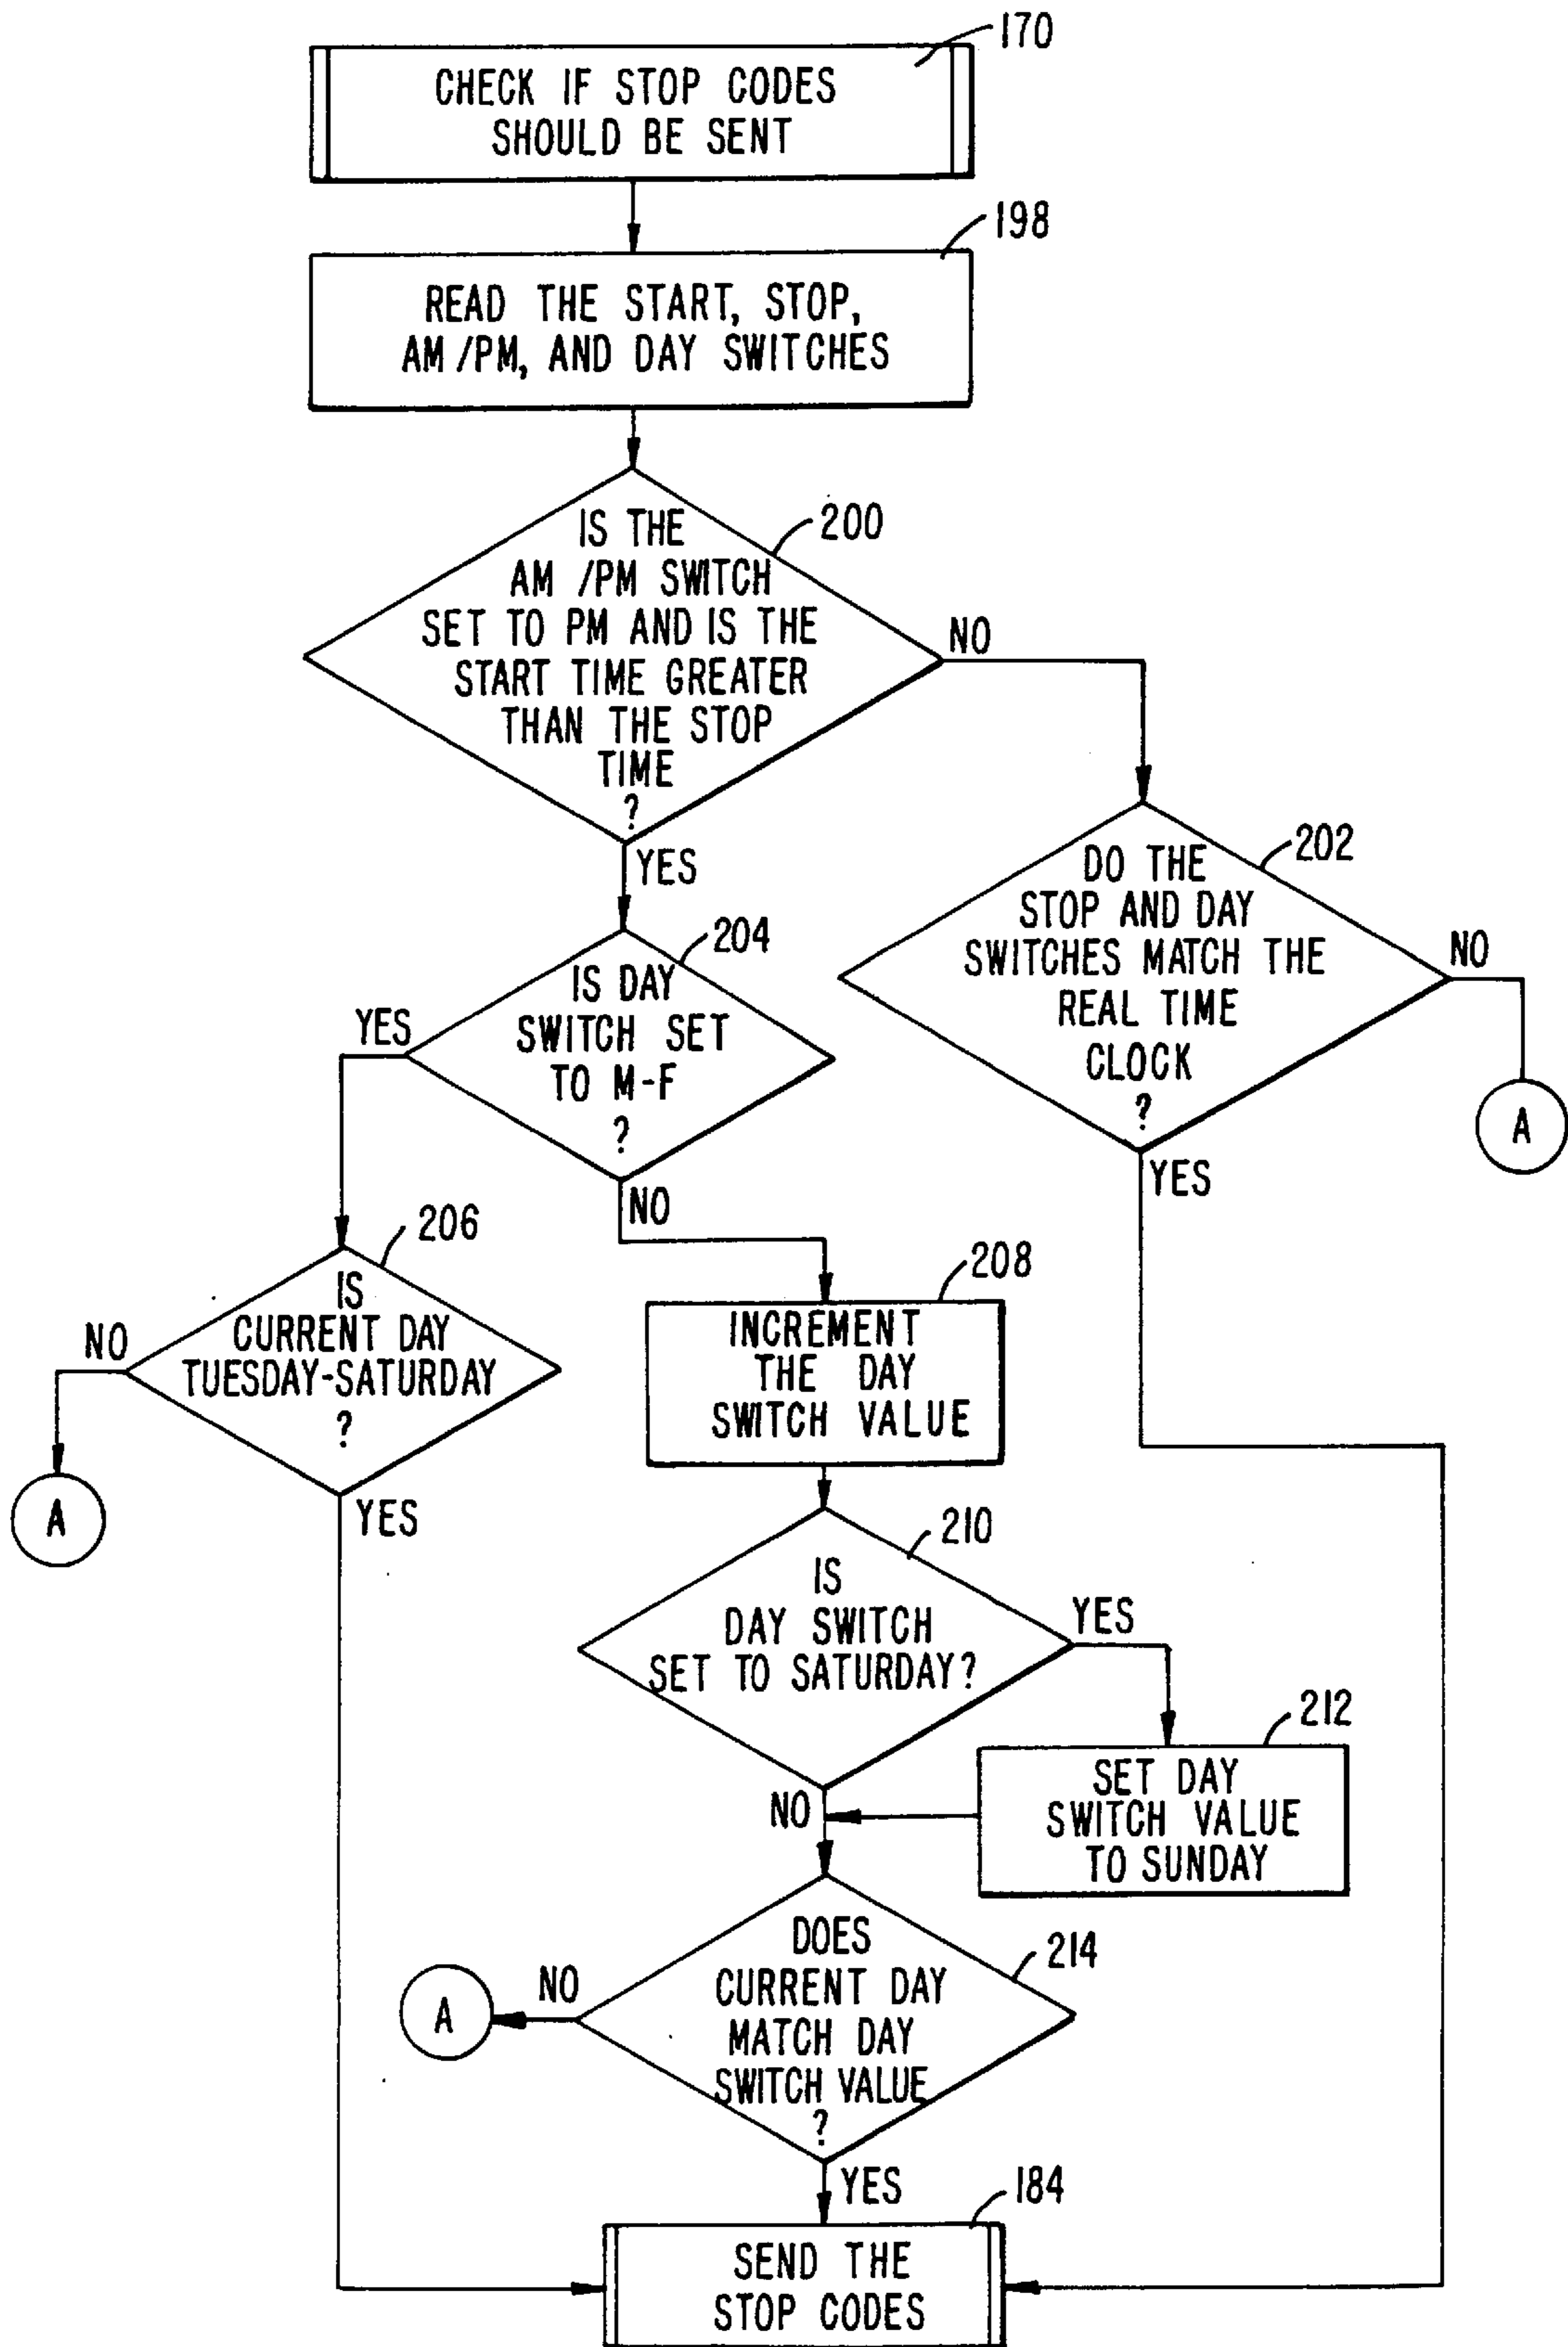 170
CHECK IF STOP CODES
SHOULD BE SENT
198
READ THE START, STOP,
AM/PM, AND DAY SWITCHES
200
IS THE
AM/PM SWITCH
SET TO PM AND IS THE
START TIME GREATER
THAN THE STOP
TIME
?
NO
YES
202
DO THE
STOP AND DAY
SWITCHES MATCH THE
REAL TIME
CLOCK
?
NO
A
YES
204
IS DAY
SWITCH SET
TO M-F
?
YES
NO
206
IS
CURRENT DAY
TUESDAY-SATURDAY
?
NO
A
YES
208
INCREMENT
THE DAY
SWITCH VALUE
210
IS
DAY SWITCH
SET TO SATURDAY?
YES
NO
212
SET DAY
SWITCH VALUE
TO SUNDAY
214
DOES
CURRENT DAY
MATCH DAY
SWITCH VALUE
?
NO
A
YES
184
SEND THE
STOP CODES